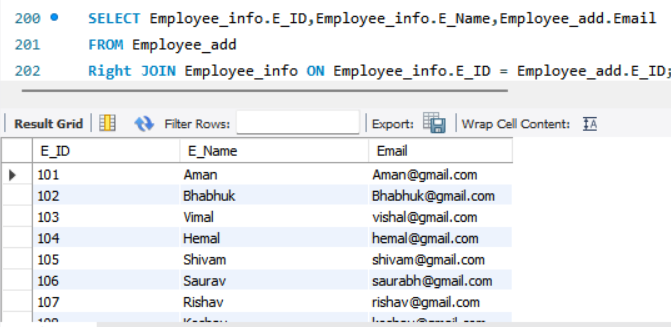 200 SELECT Employee_info.E_ID,Employee_info.E_Name,Employee_add.Email
201 FROM Employee_add
202 Right JOIN Employee_info ON Employee_info.E_ID = Employee_add.E_ID;
Result Grid Filter Rows: Export: Wrap Cell Content:
E_ID E_Name Email
101 Aman Aman@gmail.com
102 Bhabhuk Bhabhuk@gmail.com
103 Vimal vishal@gmail.com
104 Hemal hemal@gmail.com
105 Shivam shivam@gmail.com
106 Saurav saurabh@gmail.com
107 Rishav rishav@gmail.com